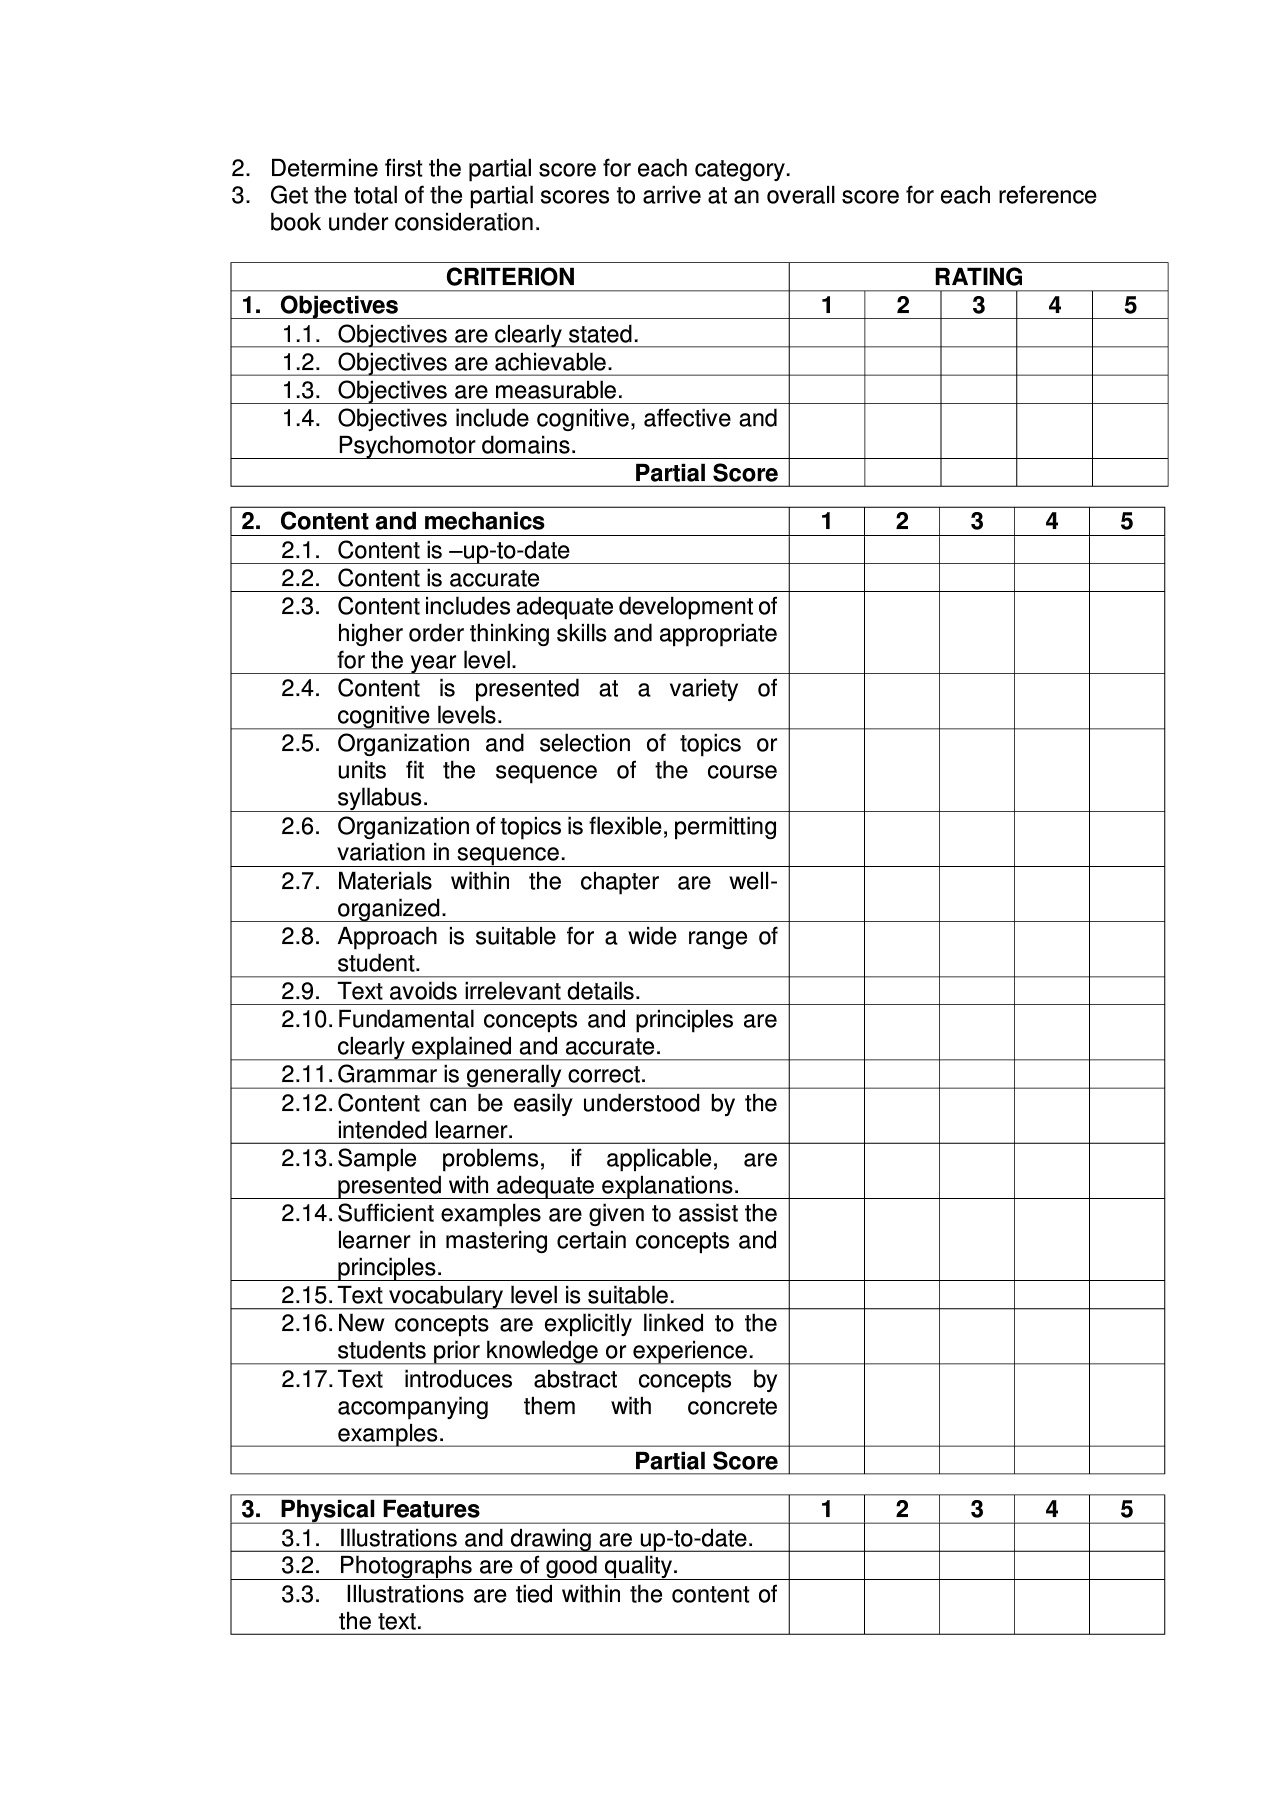 2. Determine first the partial score for each category.
3. Get the total of the partial scores to arrive at an overall score for each reference
book under consideration.
CRITERION RATING
1. Objectives 1 2 3 4 5
1.1. Objectives are clearly stated.
1.2. Objectives are achievable.
1.3. Objectives are measurable.
1.4. Objectives include cognitive, affective and
Psychomotor domains.
Partial Score
2. Content and mechanics 1 2 3 4 5
2.1. Content is –up-to-date
2.2. Content is accurate
2.3. Content includes adequate development of
higher order thinking skills and appropriate
for the year level.
2.4. Content is presented at a variety of
cognitive levels.
2.5. Organization and selection of topics or
units fit the sequence of the course
syllabus.
2.6. Organization of topics is flexible, permitting
variation in sequence.
2.7. Materials within the chapter are well-
organized.
2.8. Approach is suitable for a wide range of
student.
2.9. Text avoids irrelevant details.
2.10. Fundamental concepts and principles are
clearly explained and accurate.
2.11. Grammar is generally correct.
2.12. Content can be easily understood by the
intended learner.
2.13. Sample problems, if applicable, are
presented with adequate explanations.
2.14. Sufficient examples are given to assist the
learner in mastering certain concepts and
principles.
2.15. Text vocabulary level is suitable.
2.16. New concepts are explicitly linked to the
students prior knowledge or experience.
2.17. Text introduces abstract concepts by
accompanying them with concrete
examples.
Partial Score
3. Physical Features 1 2 3 4 5
3.1. Illustrations and drawing are up-to-date.
3.2. Photographs are of good quality.
3.3. Illustrations are tied within the content of
the text.